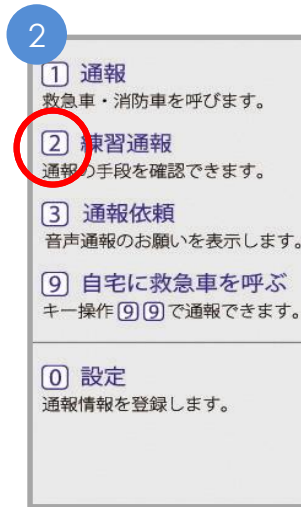 2
1 通報
救急車・消防車を呼びます。
2 練習通報
通報の手段を確認できます。
3 通報依頼
音声通報のお願いを表示します。
9 自宅に救急車を呼ぶ
キー操作99で通報できます。
0 設定
通報情報を登録します。